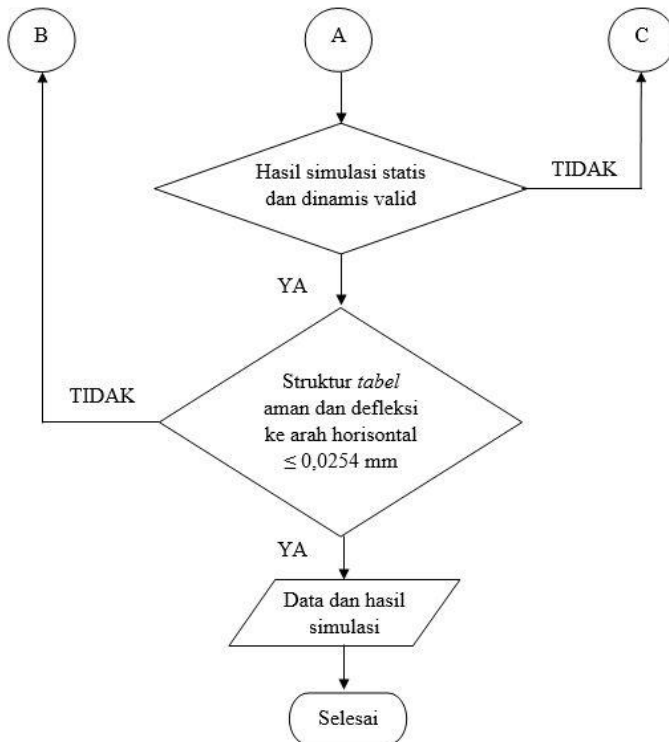 B
A
C
Hasil simulasi statis
dan dinamis valid
TIDAK
YA
TIDAK
Struktur tabel
aman dan defleksi
ke arah horisontal
≤ 0,0254 mm
YA
Data dan hasil
simulasi
Selesai